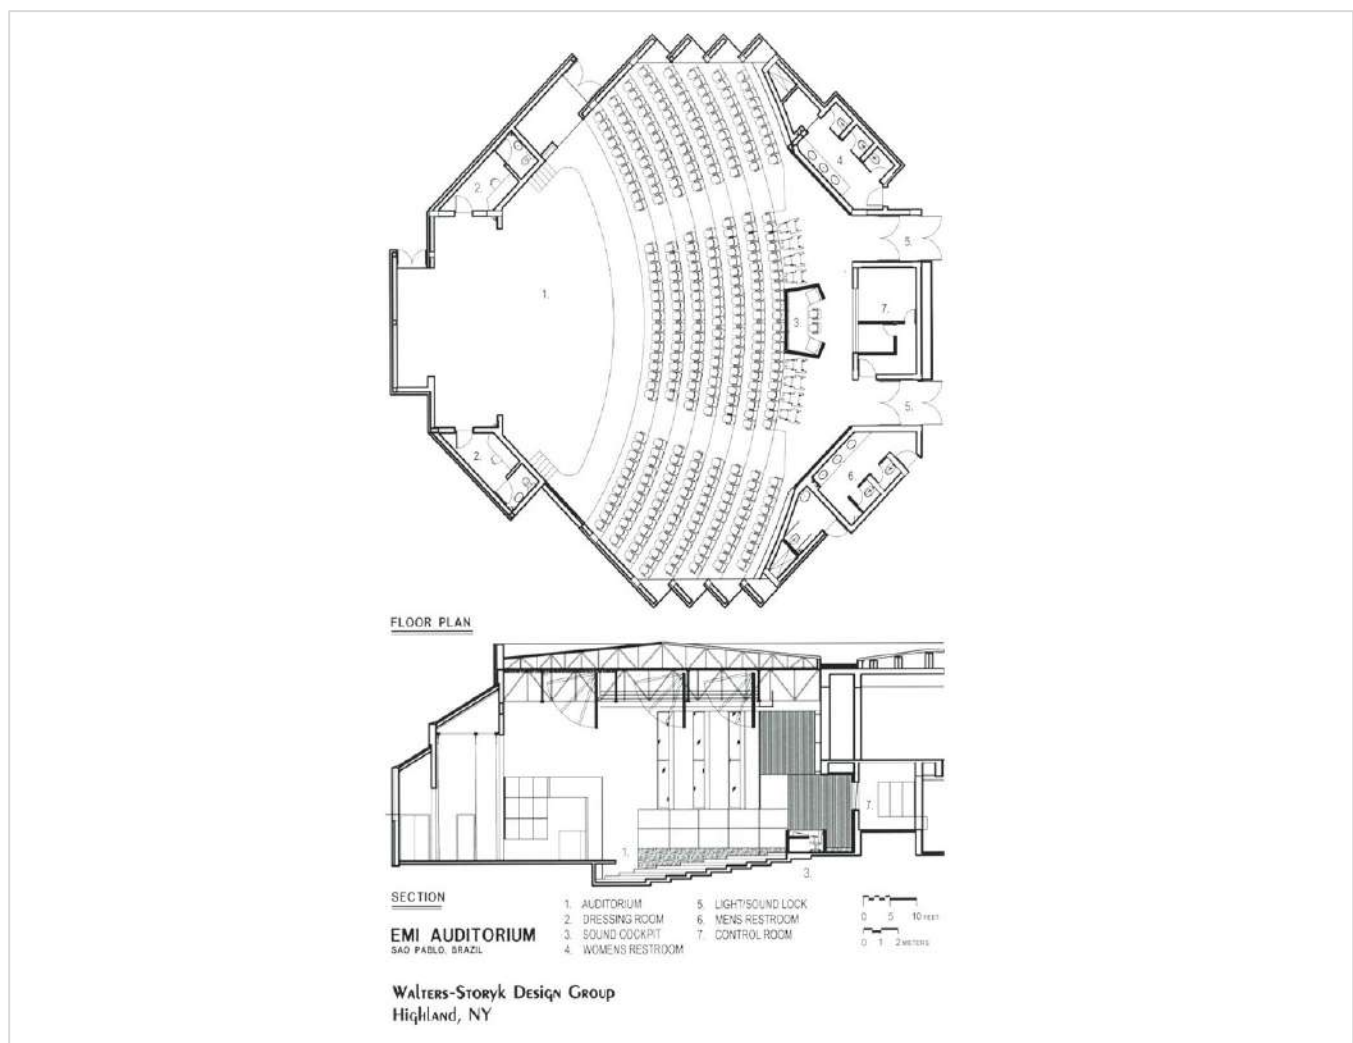 4.
2.
5.
1.
3.
7.
5.
2.
6.
FLOOR PLAN
7.
1.
3.
SECTION
EMI AUDITORIUM
SAO PABLO, BRAZIL
1. AUDITORIUM
2. DRESSING ROOM
3. SOUND COCKPIT
4. WOMENS RESTROOM
5. LIGHT/SOUND LOCK
6. MENS RESTROOM
7. CONTROL ROOM
0 5 10 FEET
0 1 2 METERS
Walters-Storyk Design Group
Highland, NY